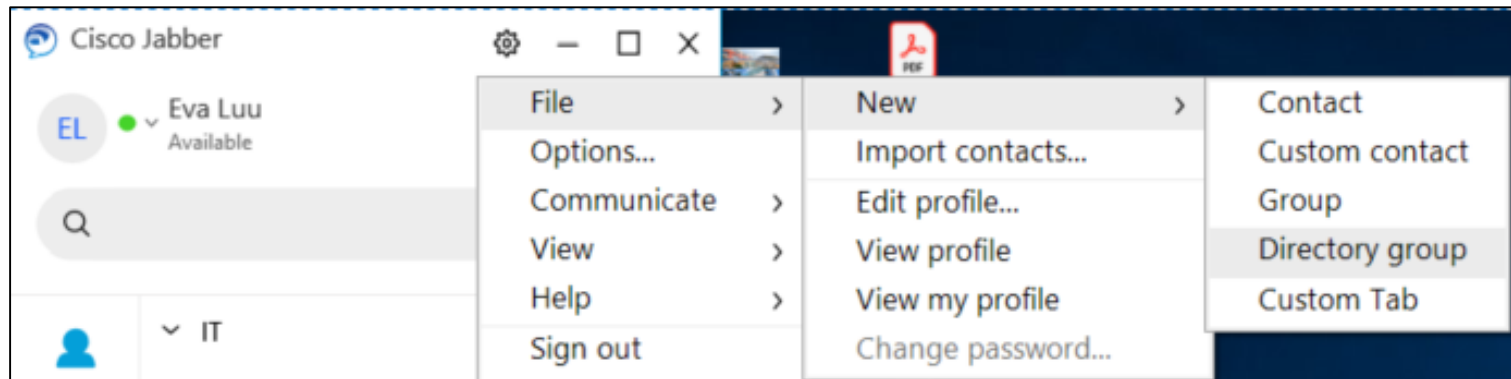 Cisco Jabber
EL
Eva Luu
Available
IT
File
Options...
Communicate
View
Help
Sign out
New
Import contacts...
Edit profile...
View profile
View my profile
Change password...
Contact
Custom contact
Group
Directory group
Custom Tab
PDF